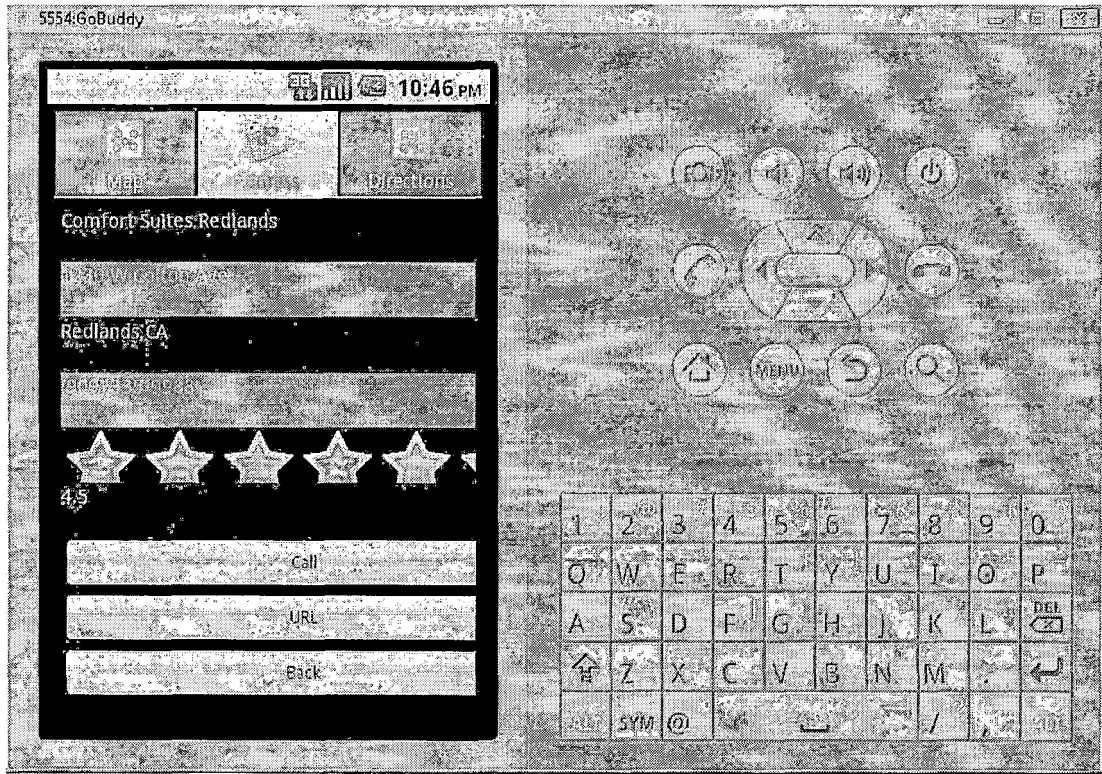 5554:GoBuddy
3G
10:46 PM
Map
Directions
Comfort Suites Redlands
Redlands,CA
4.5
Call
URL
Back
MENU
1 2 3 4 5 6 7 8 9 0
Q W E R T Y U I O P
A S D F G H J K L DEL
Z X C V B N M .
SYM @ / ,